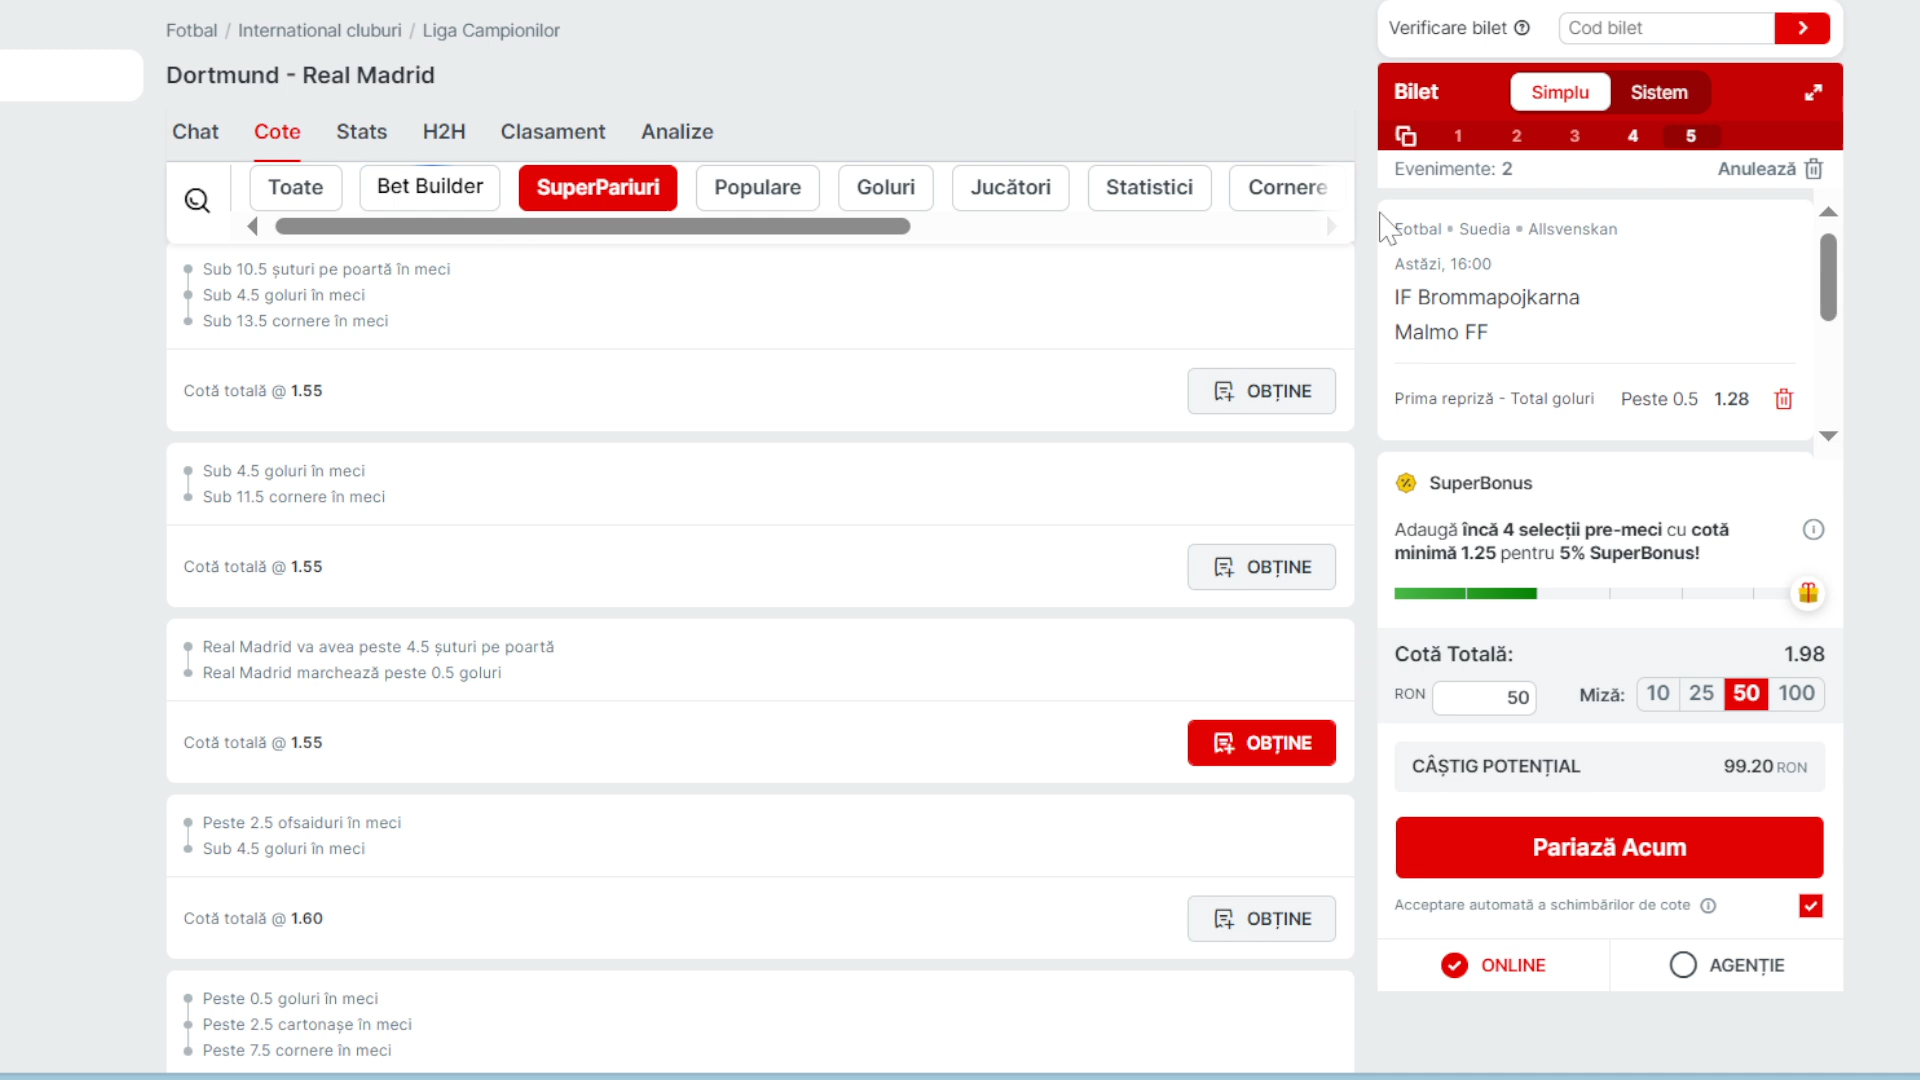 Fotbal / International cluburi / Liga Campionilor
Dortmund - Real Madrid
Chat Cote Stats H2H Clasament Analize
Toate Bet Builder SuperPariuri Populare Goluri Jucători Statistici Cornere
Sub 10.5 șuturi pe poartă în meci
Sub 4.5 goluri în meci
Sub 13.5 cornere în meci
Cotă totală @ 1.55 OBȚINE
Sub 4.5 goluri în meci
Sub 11.5 cornere în meci
Cotă totală @ 1.55 OBȚINE
Real Madrid va avea peste 4.5 șuturi pe poartă
Real Madrid marchează peste 0.5 goluri
Cotă totală @ 1.55 OBȚINE
Peste 2.5 ofsaiduri în meci
Sub 4.5 goluri în meci
Cotă totală @ 1.60 OBȚINE
Peste 0.5 goluri în meci
Peste 2.5 cartonașe în meci
Peste 7.5 cornere în meci
Verificare bilet Cod bilet
Bilet Simplu Sistem
1 2 3 4 5
Evenimente: 2 Anulează
Fotbal • Suedia • Allsvenskan
Astăzi, 16:00
IF Brommapojkarna
Malmo FF
Prima repriză - Total goluri Peste 0.5 1.28
SuperBonus
Adaugă încă 4 selecții pre-meci cu cotă
minimă 1.25 pentru 5% SuperBonus!
Cotă Totală: 1.98
RON 50 Miză: 10 25 50 100
CÂȘTIG POTENȚIAL 99.20 RON
Pariază Acum
Acceptare automată a schimbărilor de cote
ONLINE AGENȚIE